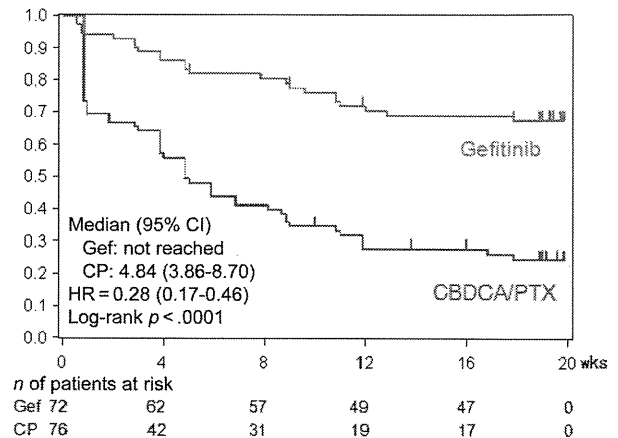 1.0
0.9
0.8
0.7
0.6
0.5
0.4
0.3
0.2
0.1
0.0
Gefitinib
Median (95% CI)
Gef: not reached
CP: 4.84 (3.86-8.70)
HR = 0.28 (0.17-0.46)
Log-rank p < .0001
CBDCA/PTX
0 4 8 12 16 20 wks
n of patients at risk
Gef 72 62 57 49 47 0
CP 76 42 31 19 17 0